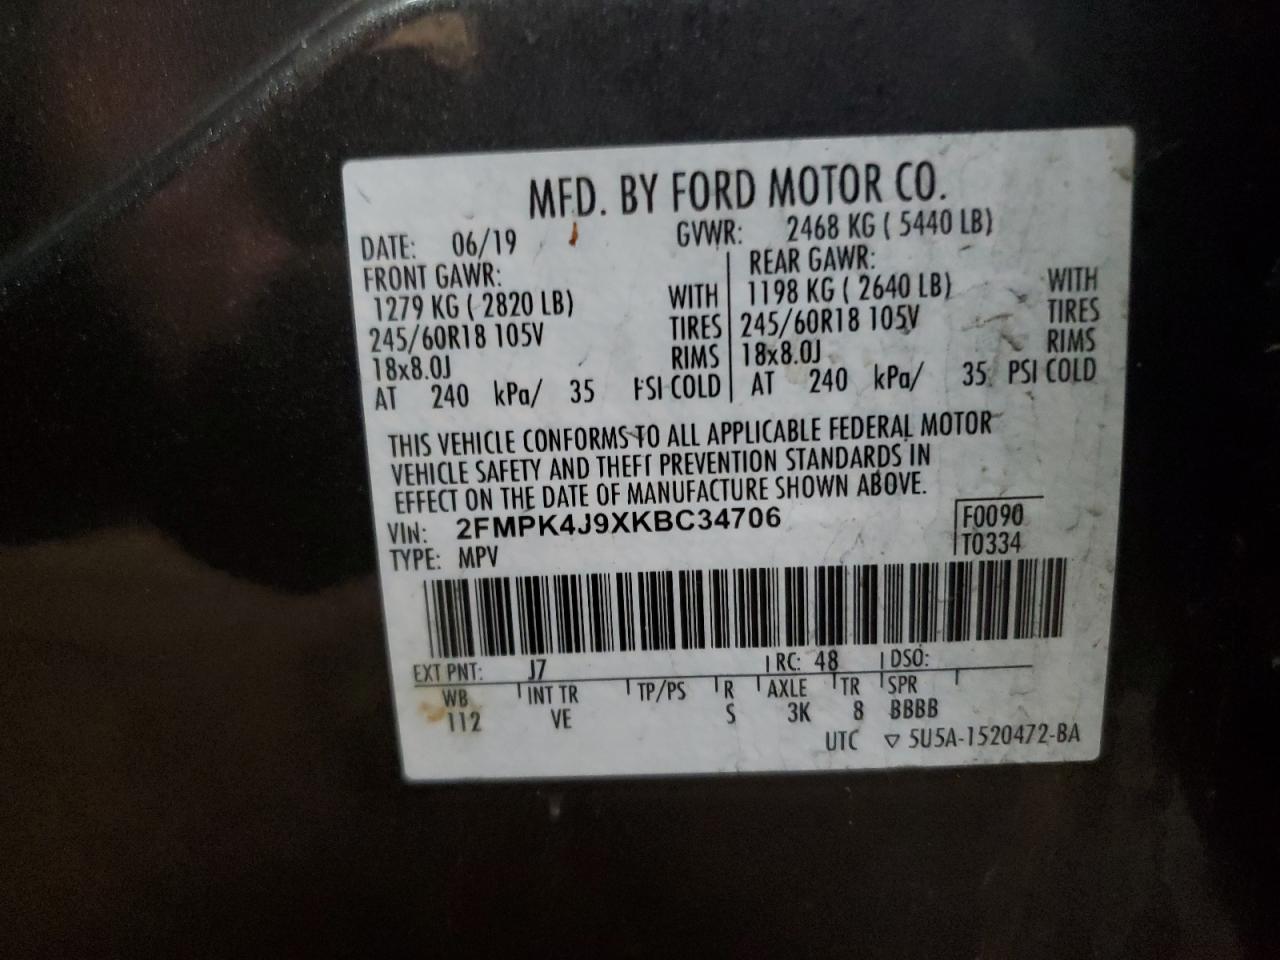 MFD. BY FORD MOTOR CO.
DATE: 06/19 GVWR: 2468 KG ( 5440 LB)
FRONT GAWR: REAR GAWR:
1279 KG ( 2820 LB) WITH 1198 KG ( 2640 LB) WITH
245/60R18 105V TIRES 245/60R18 105V TIRES
18x8.0J RIMS 18x8.0J RIMS
AT 240 kPa/ 35 PSI COLD AT 240 kPa/ 35 PSI COLD
THIS VEHICLE CONFORMS TO ALL APPLICABLE FEDERAL MOTOR
VEHICLE SAFETY AND THEFT PREVENTION STANDARDS IN
EFFECT ON THE DATE OF MANUFACTURE SHOWN ABOVE.
VIN: 2FMPK4J9XKBC34706 F0090
TYPE: MPV T0334
EXT PNT: J7 RC: 48 DSO:
WB INT TR TP/PS R AXLE TR SPR
112 VE S 3K 8 BBBB
UTC ▽ 5U5A-1520472-BA